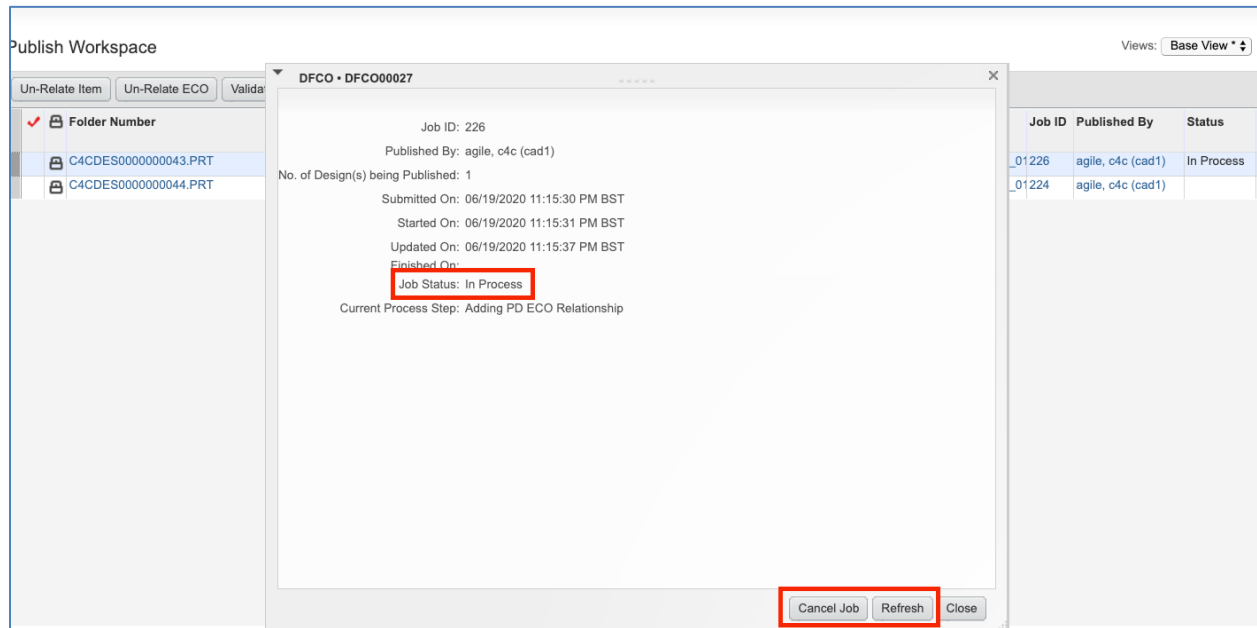 Publish Workspace
Views: Base View *
Un-Relate Item Un-Relate ECO Valida
DFCO • DFCO00027
Folder Number
Job ID Published By Status
C4CDES0000000043.PRT
_01 226 agile, c4c (cad1) In Process
C4CDES0000000044.PRT
_01 224 agile, c4c (cad1)
Job ID: 226
Published By: agile, c4c (cad1)
No. of Design(s) being Published: 1
Submitted On: 06/19/2020 11:15:30 PM BST
Started On: 06/19/2020 11:15:31 PM BST
Updated On: 06/19/2020 11:15:37 PM BST
Finished On:
Job Status: In Process
Current Process Step: Adding PD ECO Relationship
Cancel Job Refresh Close